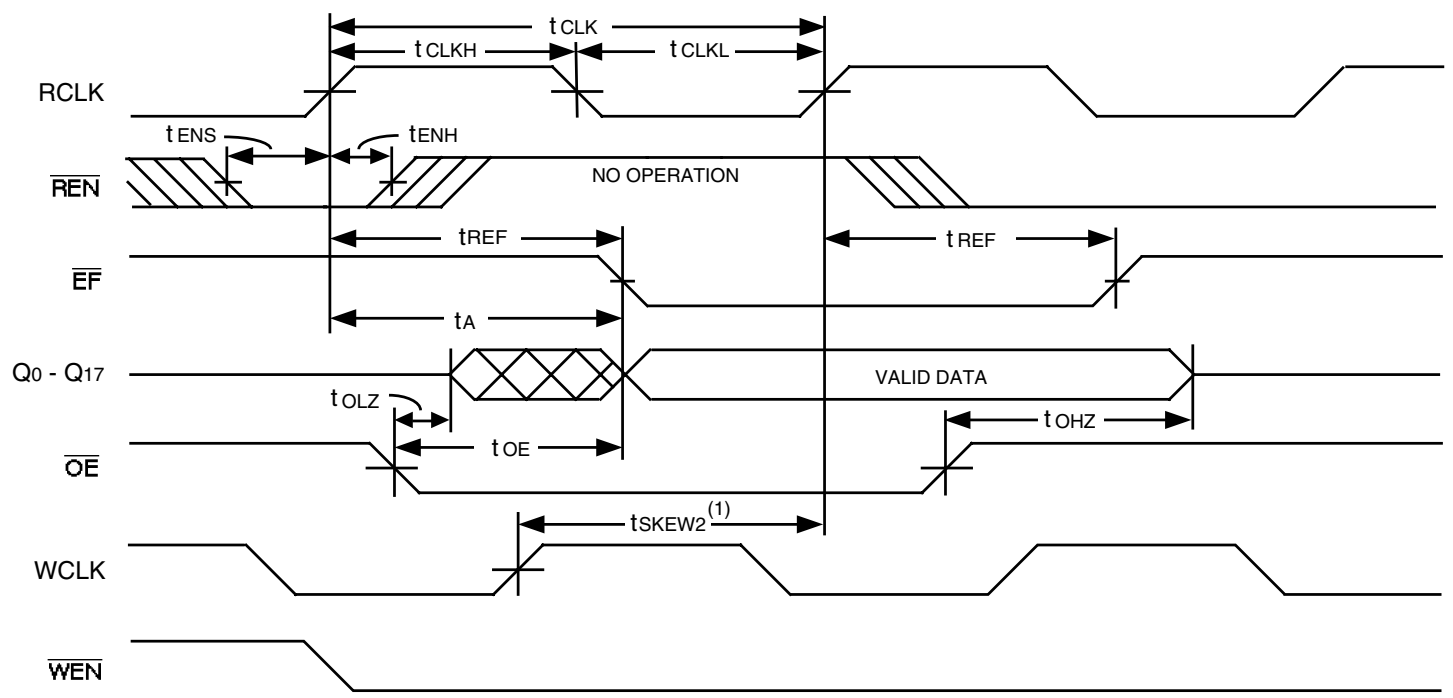 tCLK
tCLKH tCLKL
RCLK
tENS tENH
REN NO OPERATION
tREF tREF
EF
tA
Q0 - Q17 VALID DATA
tOLZ tOHZ
tOE
OE
tSKEW2(1)
WCLK
WEN